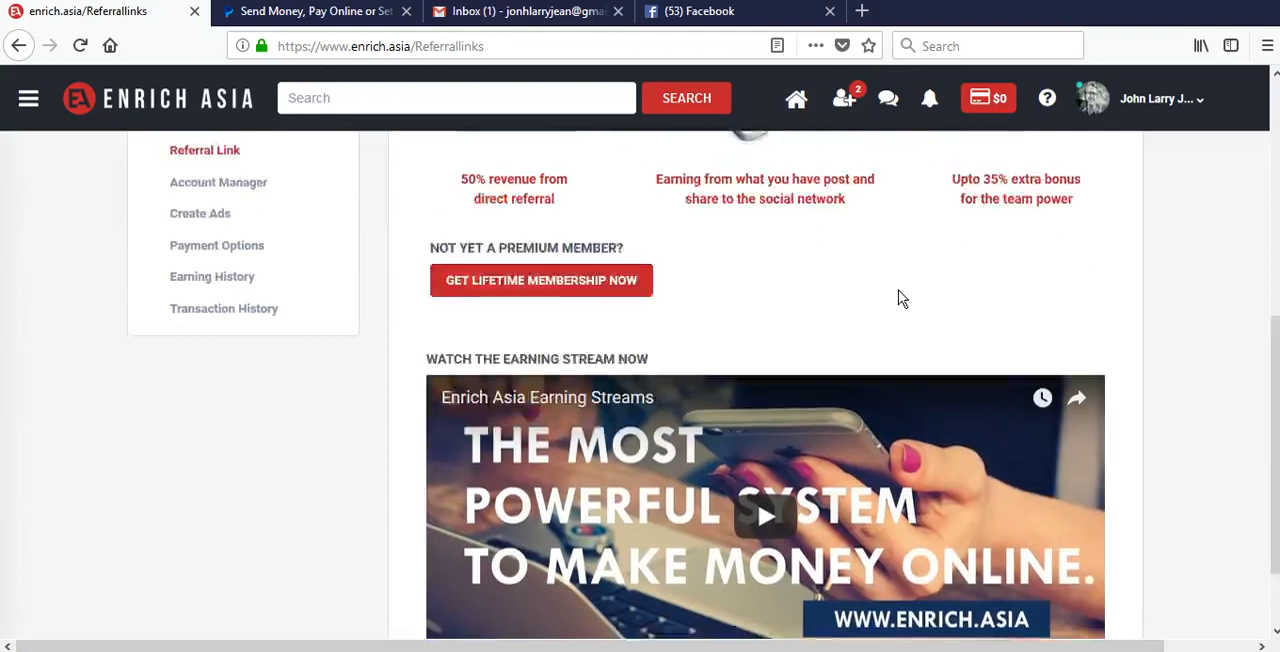 enrich.asia/Referrallinks
Send Money, Pay Online or Set
Inbox (1) - jonhlarryjean@gma
(53) Facebook
https://www.enrich.asia/Referrallinks
Search
ENRICH ASIA
Search
SEARCH
2
$0
John Larry J...
Referral Link
Account Manager
Create Ads
Payment Options
Earning History
Transaction History
50% revenue from
direct referral
Earning from what you have post and
share to the social network
Upto 35% extra bonus
for the team power
NOT YET A PREMIUM MEMBER?
GET LIFETIME MEMBERSHIP NOW
WATCH THE EARNING STREAM NOW
Enrich Asia Earning Streams
THE MOST
POWERFUL SYSTEM
TO MAKE MONEY ONLINE.
WWW.ENRICH.ASIA